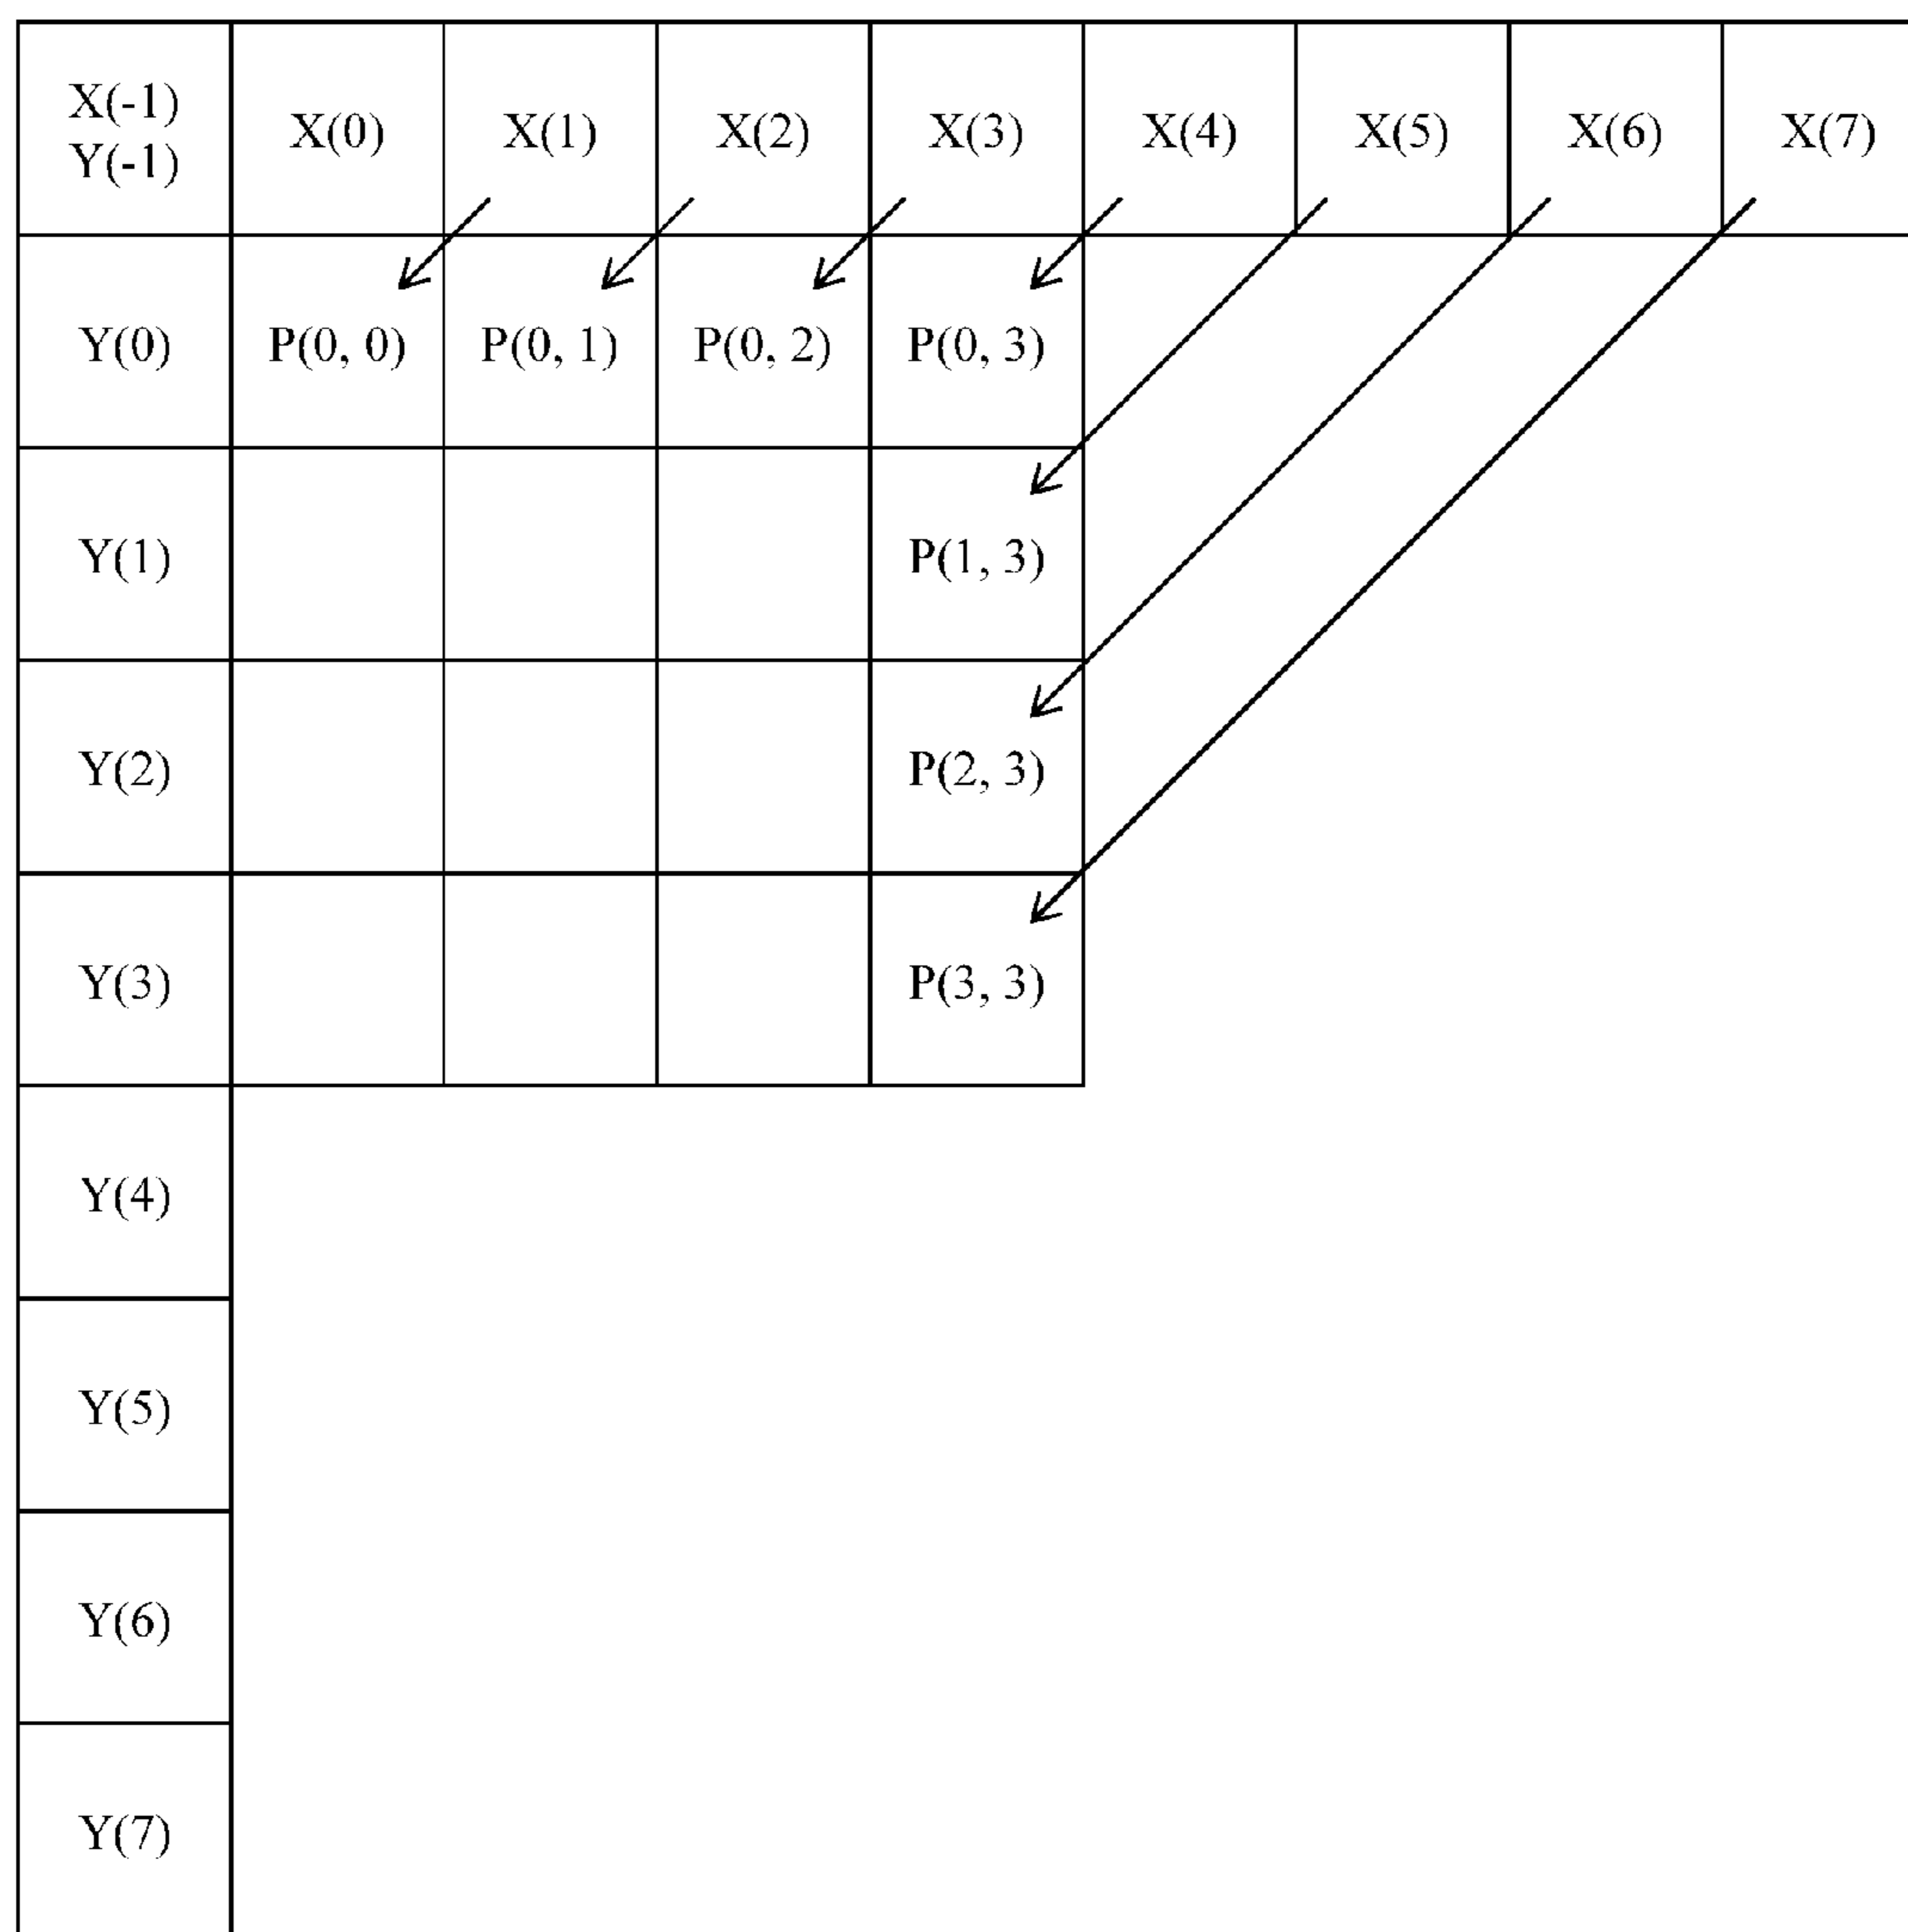 X(-1)
Y(-1)
X(0) X(1) X(2) X(3) X(4) X(5) X(6) X(7)
Y(0) P(0, 0) P(0, 1) P(0, 2) P(0, 3)
Y(1) P(1, 3)
Y(2) P(2, 3)
Y(3) P(3, 3)
Y(4)
Y(5)
Y(6)
Y(7)